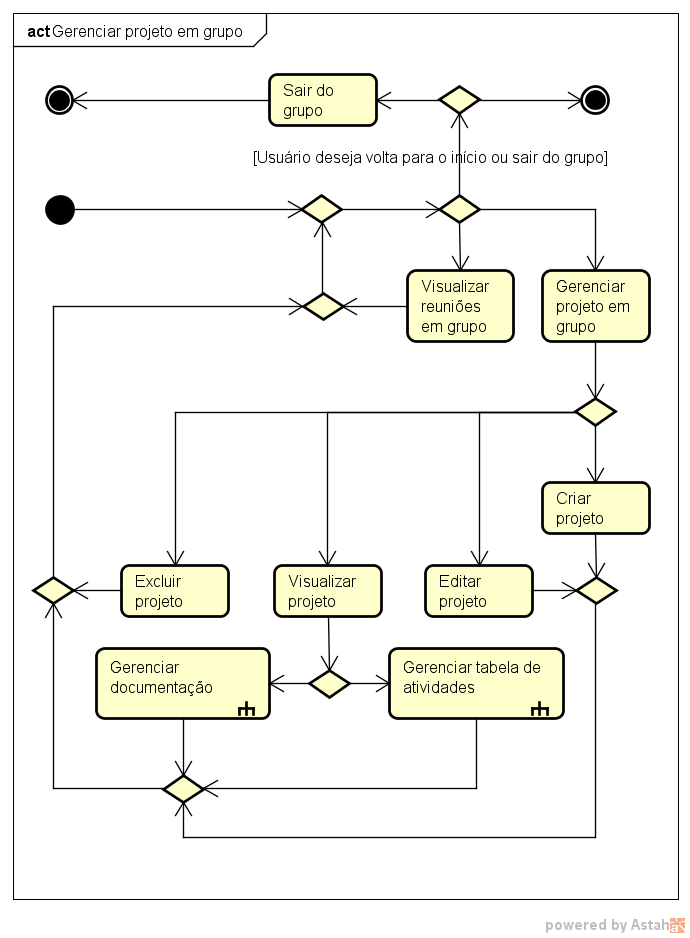 act Gerenciar projeto em grupo
Sair do
grupo
[Usuário deseja volta para o início ou sair do grupo]
Visualizar
reuniões
em grupo
Gerenciar
projeto em
grupo
Criar
projeto
Excluir
projeto
Visualizar
projeto
Editar
projeto
Gerenciar
documentação
Gerenciar tabela de
atividades
powered by Astah